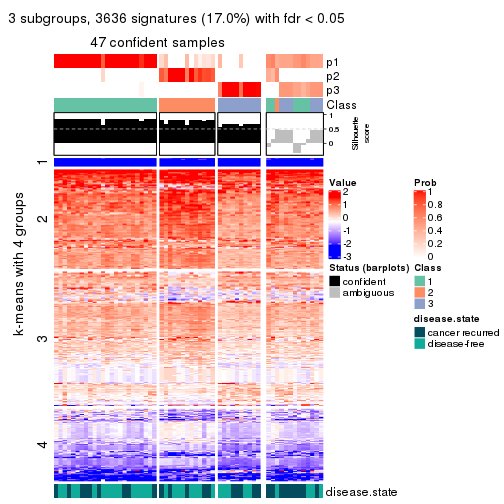 3 subgroups, 3636 signatures (17.0%) with fdr < 0.05
47 confident samples
p1
p2
p3
Class
1
0.5
0
Silhouette
score
k-means with 4 groups
1
2
3
4
disease.state
Value
2
1
0
-1
-2
-3
Status (barplots)
confident
ambiguous
Prob
1
0.8
0.6
0.4
0.2
0
Class
1
2
3
disease.state
cancer recurred
disease-free